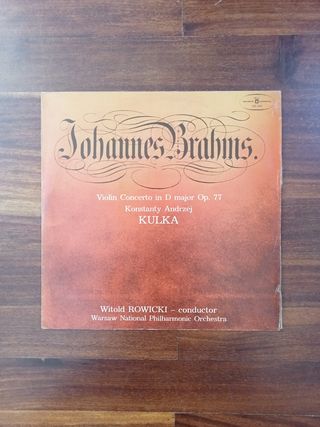 Johannes Brahms.
Violin Concerto in D major Op. 77
Konstanty Andrzej
KULKA
Witold ROWICKI – conductor
Warsaw National Philharmonic Orchestra